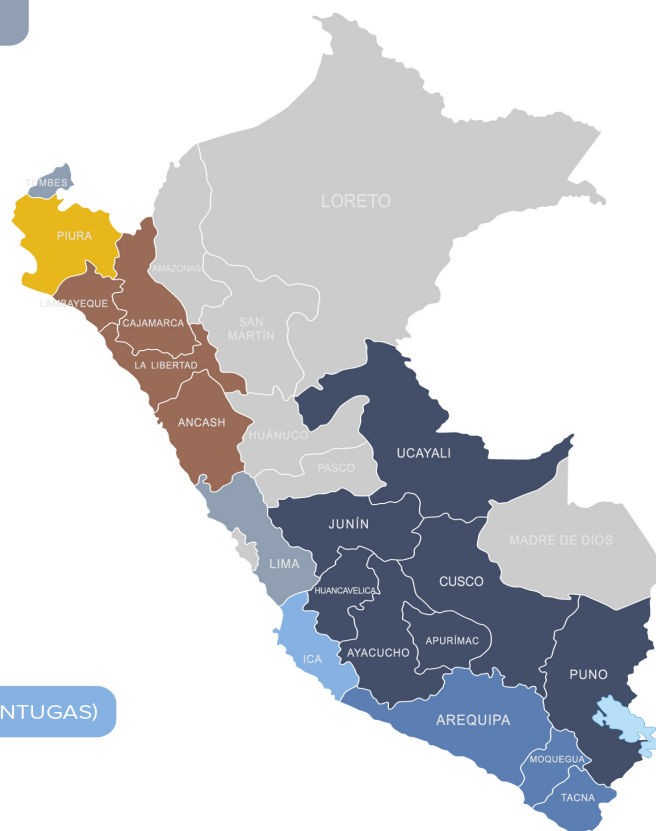 LORETO
TUMBES
PIURA
AMAZONAS
LAMBAYEQUE
CAJAMARCA
SAN
MARTÍN
LA LIBERTAD
ANCASH
HUÁNUCO
UCAYALI
PASCO
JUNÍN
MADRE DE DIOS
LIMA
CUSCO
HUANCAVELICA
APURÍMAC
AYACUCHO
ICA
PUNO
NTUGAS)
AREQUIPA
MOQUEGUA
TACNA